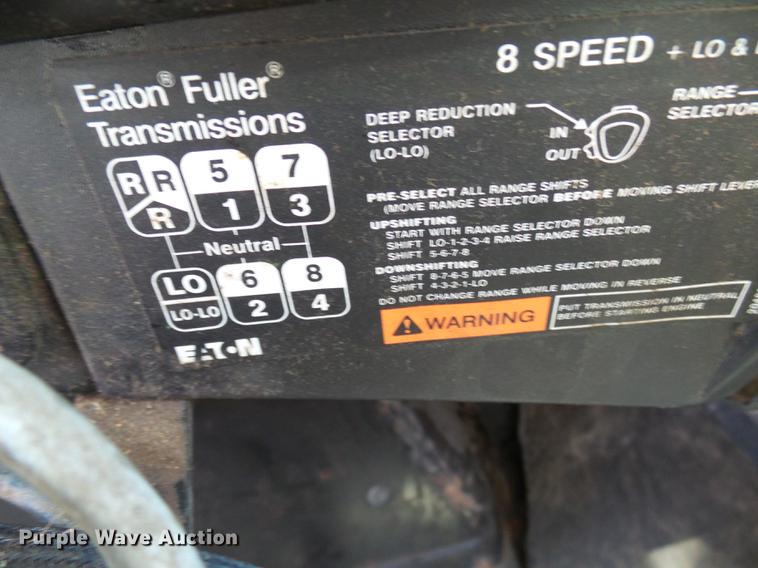 8 SPEED + LO &
Eaton® Fuller®
Transmissions
R R 5 7
R 1 3
Neutral
LO 6 8
LO-LO 2 4
EATON
DEEP REDUCTION
SELECTOR
(LO-LO)
IN
OUT
RANGE
SELECTOR
PRE-SELECT ALL RANGE SHIFTS
(MOVE RANGE SELECTOR BEFORE MOVING SHIFT LEVER
UPSHIFTING
START WITH RANGE SELECTOR DOWN
SHIFT LO-1-2-3-4 RAISE RANGE SELECTOR
SHIFT 5-6-7-8
DOWNSHIFTING
SHIFT 8-7-6-5 MOVE RANGE SELECTOR DOWN
SHIFT 4-3-2-1-LO
DO NOT CHANGE RANGE WHILE MOVING IN REVERSE
WARNING
PUT TRANSMISSION IN NEUTRAL
BEFORE STARTING ENGINE
Purple Wave Auction